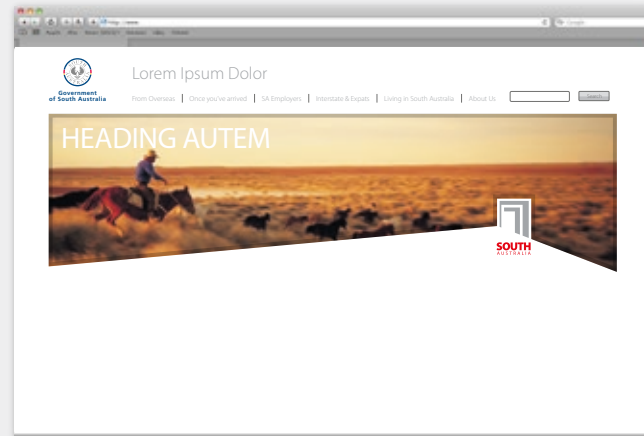 Lorem Ipsum Dolor
Government
of South Australia
From Overseas | Once you've arrived | SA Employers | Interstate & Expats | Living in South Australia | About Us
Search
HEADING AUTEM
SOUTH
AUSTRALIA